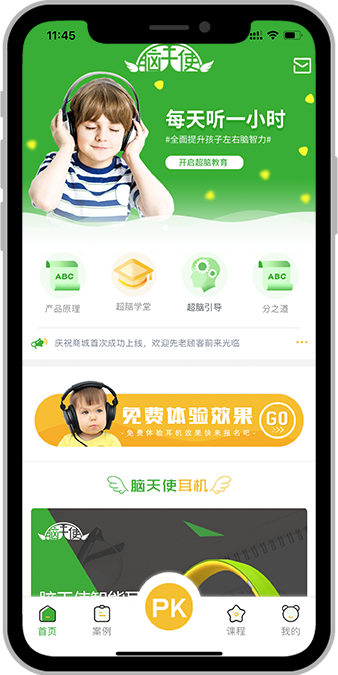 11:45
脑天使
每天听一小时
#全面提升孩子左右脑智力#
开启超脑教育
ABC
ABC
产品原理
超脑学堂
超脑引导
分之道
庆祝商城首次成功上线，欢迎先老顾客前来光临
免费体验效果
GO
-免费体验耳机效果快来报名吧-
脑天使耳机
脑天使
PK
首页
案例
课程
我的